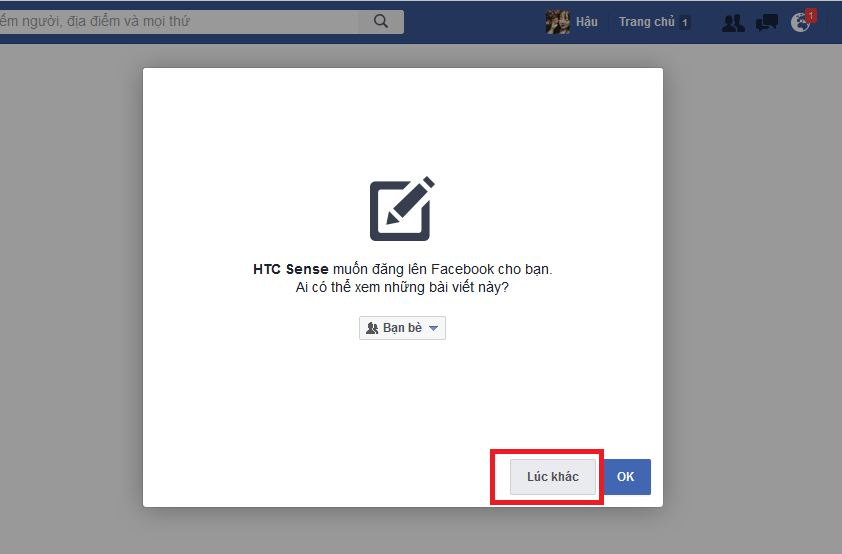 ếm người, địa điểm và mọi thứ
Hậu
Trang chủ 1
1
HTC Sense muốn đăng lên Facebook cho bạn.
Ai có thể xem những bài viết này?
Bạn bè
Lúc khác
OK